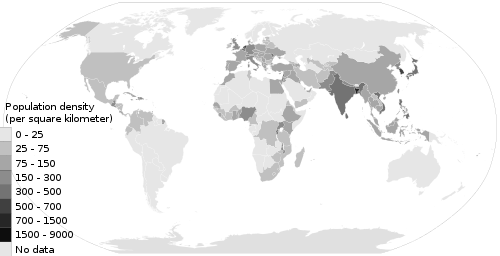 Population density
(per square kilometer)
0 - 25
25 - 75
75 - 150
150 - 300
300 - 500
500 - 700
700 - 1500
1500 - 9000
No data